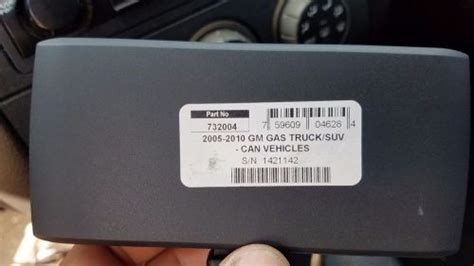 Part No
732004
7 59609 04628 4
2005-2010 GM GAS TRUCK/SUV
- CAN VEHICLES
S/N 1421142